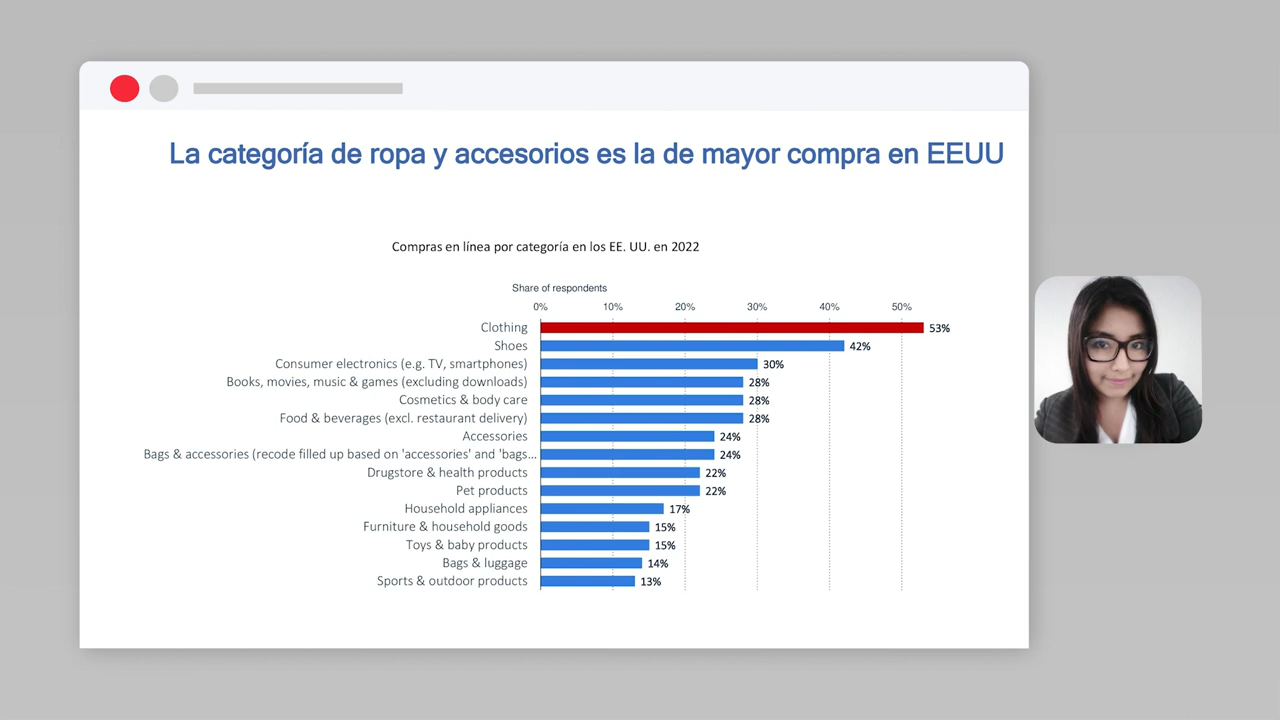 La categoría de ropa y accesorios es la de mayor compra en EEUU
Compras en línea por categoría en los EE. UU. en 2022
Share of respondents
0% 10% 20% 30% 40% 50%
Clothing 53%
Shoes 42%
Consumer electronics (e.g. TV, smartphones) 30%
Books, movies, music & games (excluding downloads) 28%
Cosmetics & body care 28%
Food & beverages (excl. restaurant delivery) 28%
Accessories 24%
Bags & accessories (recode filled up based on 'accessories' and 'bags... 24%
Drugstore & health products 22%
Pet products 22%
Household appliances 17%
Furniture & household goods 15%
Toys & baby products 15%
Bags & luggage 14%
Sports & outdoor products 13%